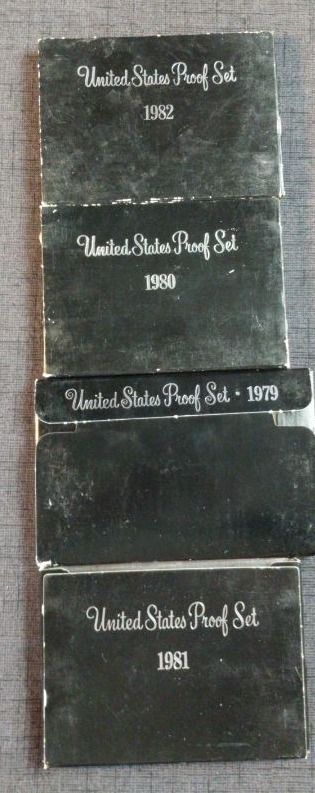 United States Proof Set
1982
United States Proof Set
1980
United States Proof Set · 1979
United States Proof Set
1981